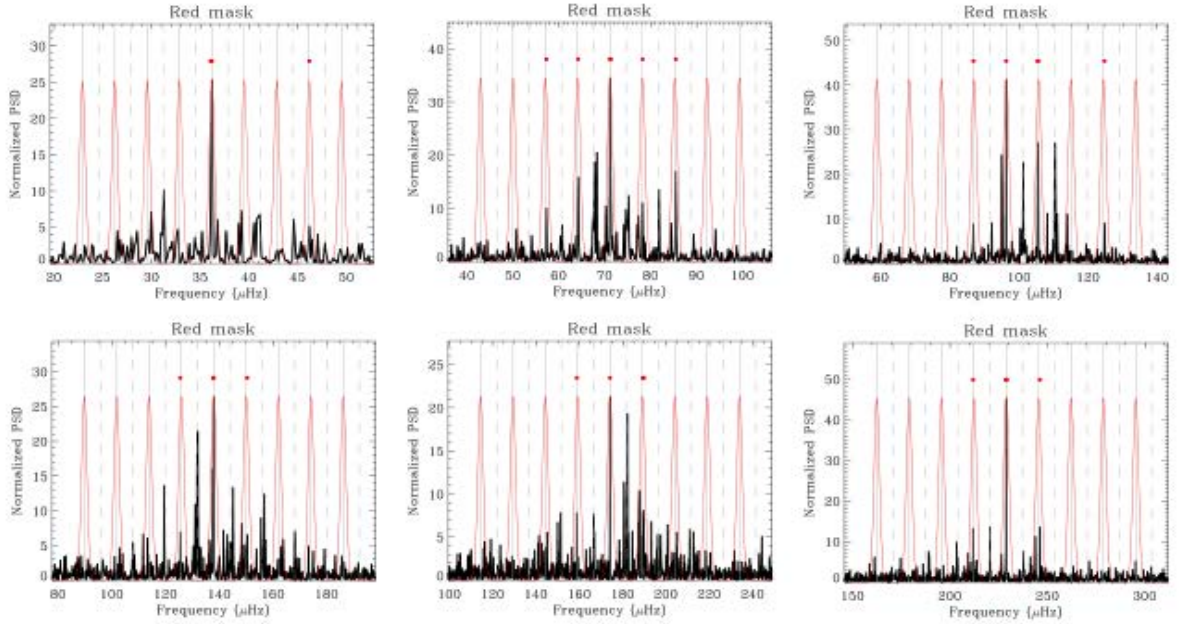 Red mask
Normalized PSD
30
25
20
15
10
5
0
20 25 30 35 40 45 50
Frequency (μHz)
Red mask
Normalized PSD
40
30
20
10
0
40 50 60 70 80 90 100
Frequency (μHz)
Red mask
Normalized PSD
50
40
30
20
10
0
60 80 100 120 140
Frequency (μHz)
Red mask
Normalized PSD
30
25
20
15
10
5
0
80 100 120 140 160 180
Frequency (μHz)
Red mask
Normalized PSD
25
20
15
10
5
0
100 120 140 160 180 200 220 240
Frequency (μHz)
Red mask
Normalized PSD
50
40
30
20
10
0
150 200 250 300
Frequency (μHz)